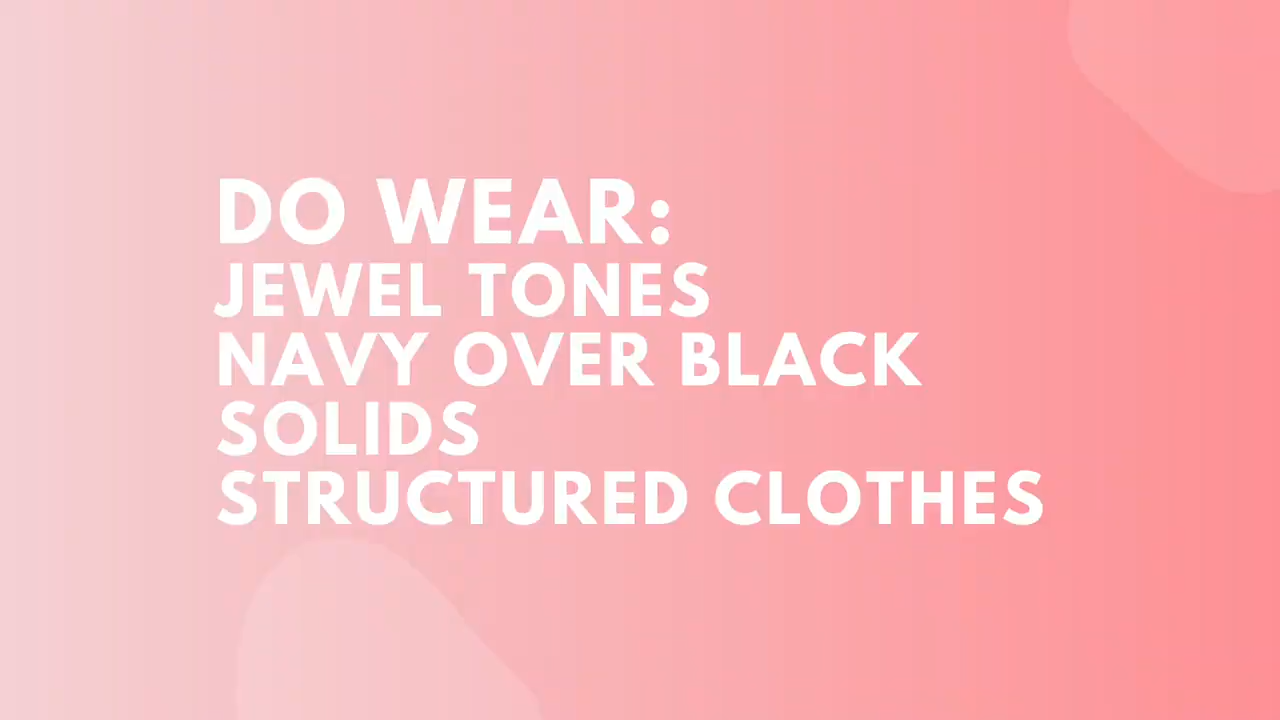 DO WEAR:
JEWEL TONES
NAVY OVER BLACK
SOLIDS
STRUCTURED CLOTHES